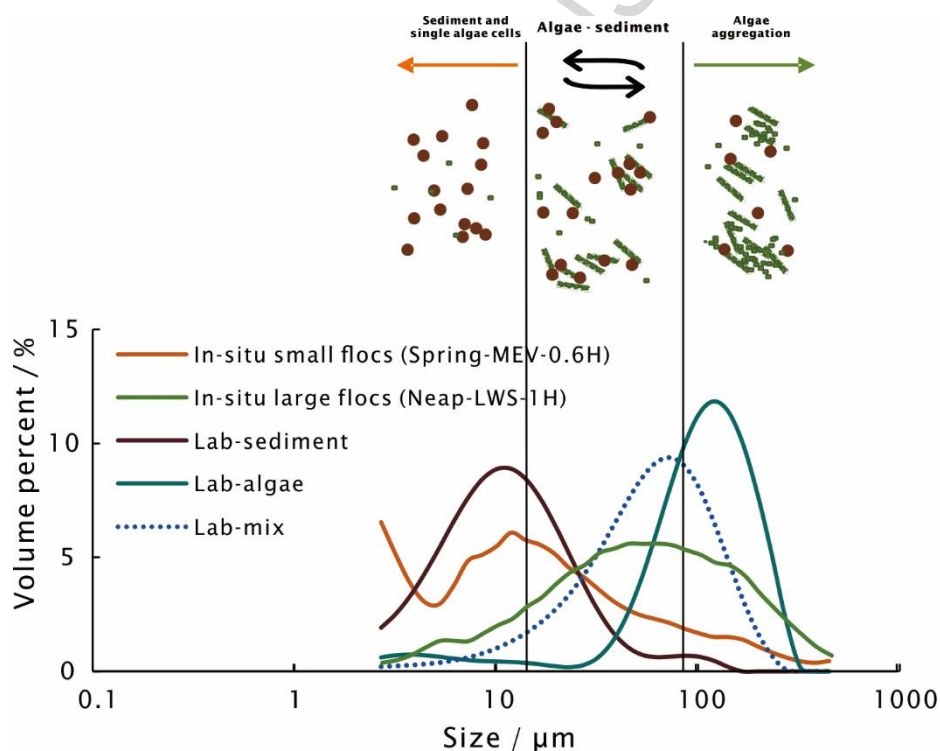 Sediment and
single algae cells
Algae - sediment
Algae
aggregation
15
10
5
0
Volume percent / %
In-situ small flocs (Spring-MEV-0.6H)
In-situ large flocs (Neap-LWS-1H)
Lab-sediment
Lab-algae
Lab-mix
0.1
1
10
100
1000
Size / µm